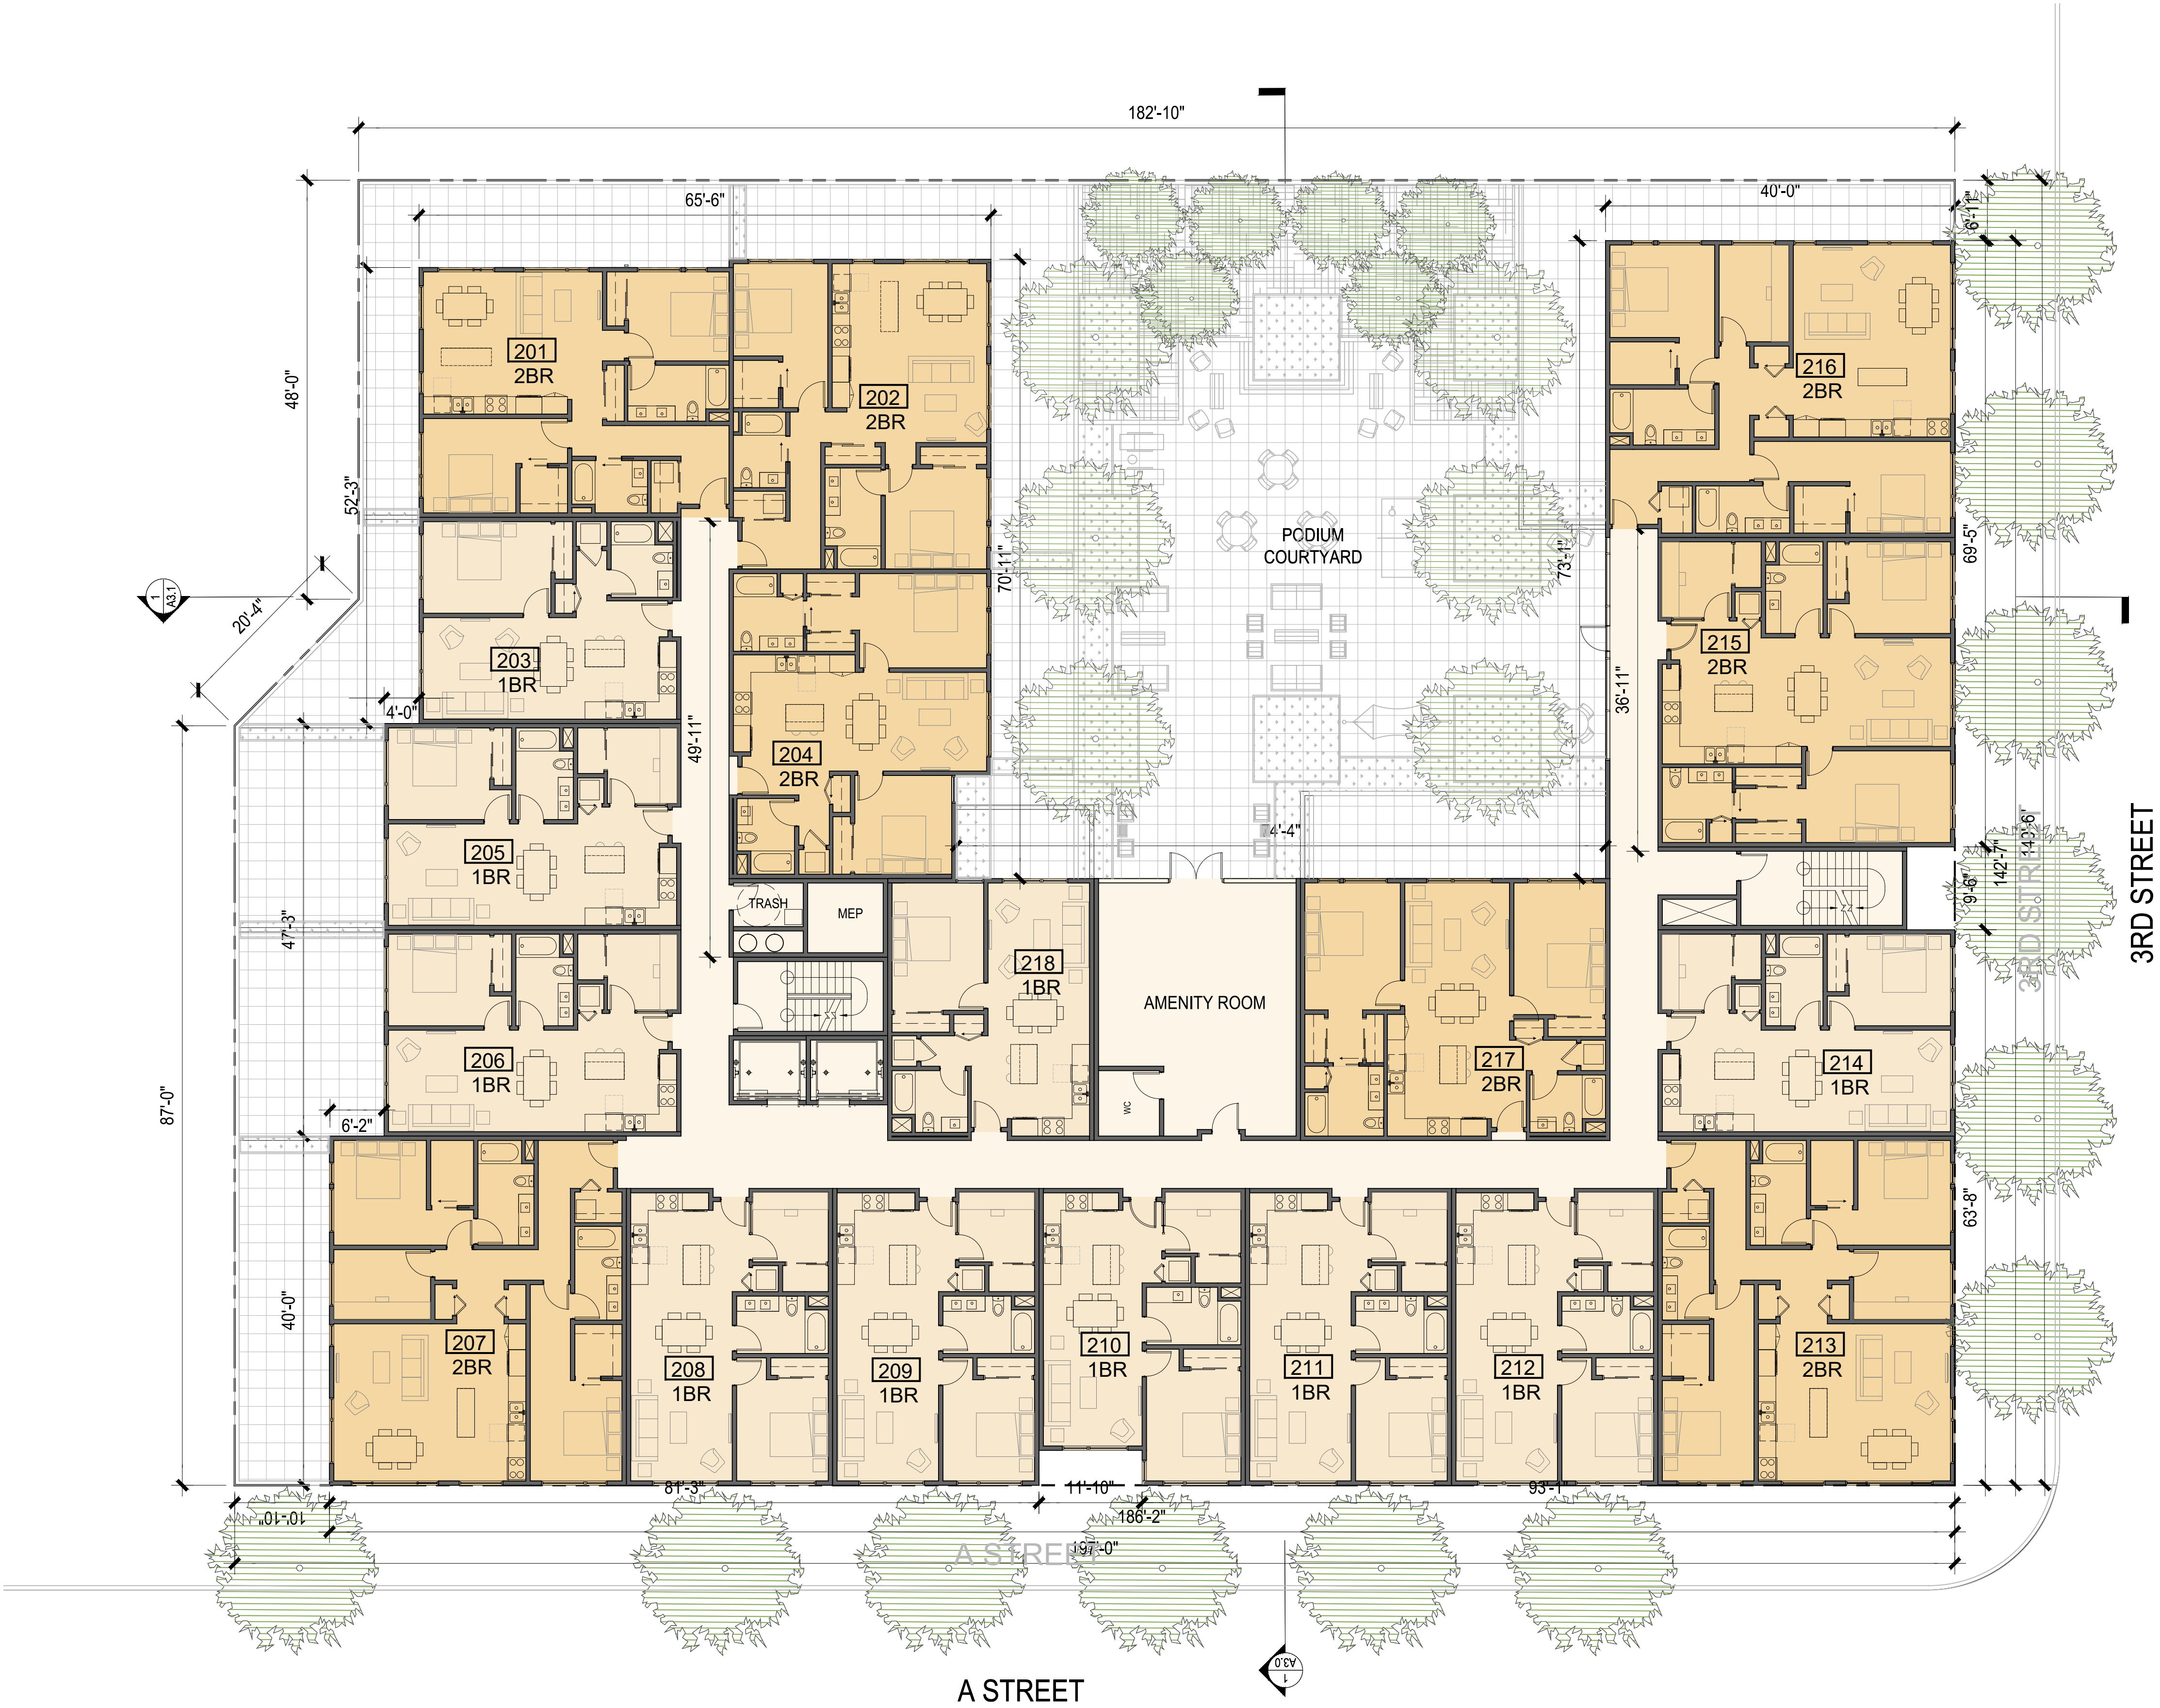 182'-10"
65'-6"
40'-0"
6'-11"
48'-0"
201
2BR
202
2BR
216
2BR
52'-3"
PODIUM
COURTYARD
70'-11"
73'-1"
69'-5"
1
A3.1
20'-4"
203
1BR
4'-0"
49'-11"
204
2BR
215
2BR
36'-11"
74'-4"
205
1BR
TRASH
MEP
47'-3"
218
1BR
AMENITY ROOM
9'-6"
142'-7"
149'-6"
3RD STREET
3RD STREET
206
1BR
217
2BR
214
1BR
WC
87'-0"
6'-2"
63'-8"
40'-0"
207
2BR
208
1BR
209
1BR
210
1BR
211
1BR
212
1BR
213
2BR
81'-3"
11'-10"
93'-1"
10'-10"
186'-2"
197'-0"
A STREET
1
A3.0
A STREET